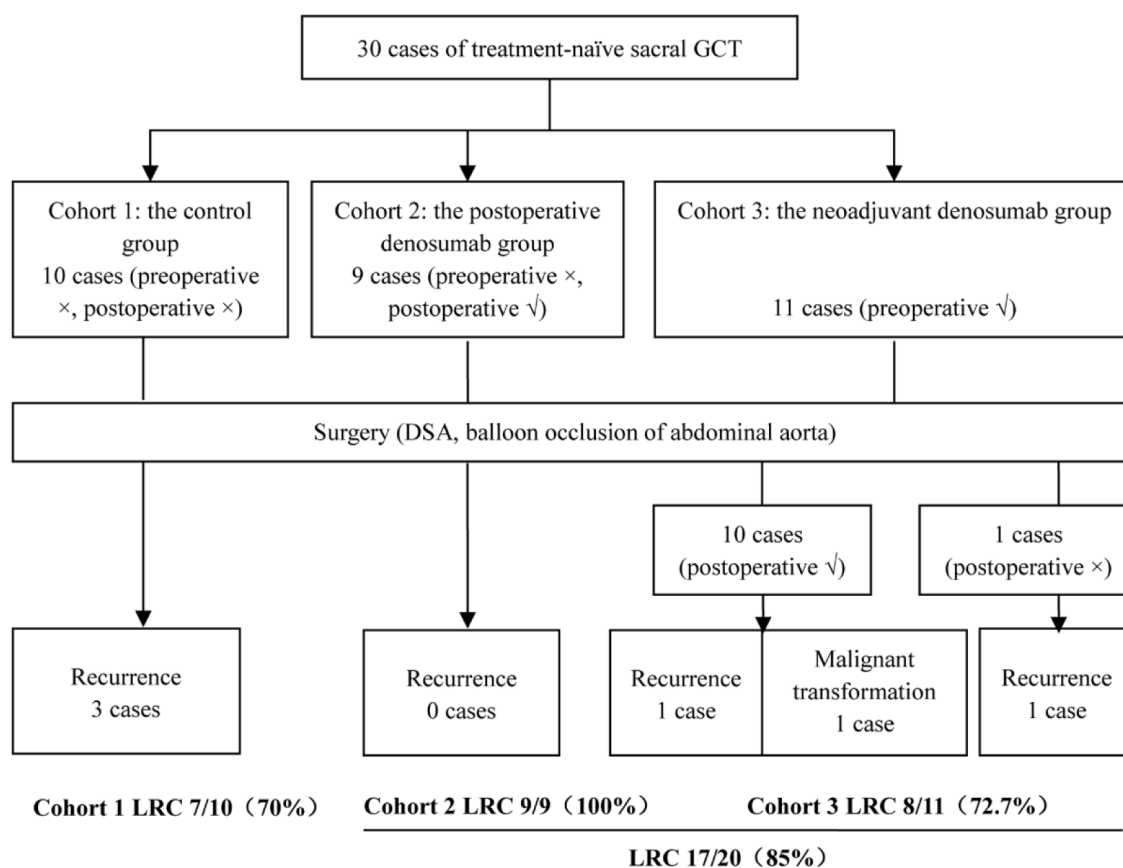 30 cases of treatment-naïve sacral GCT
Cohort 1: the control
group
10 cases (preoperative
×, postoperative ×)
Cohort 2: the postoperative
denosumab group
9 cases (preoperative ×,
postoperative √)
Cohort 3: the neoadjuvant denosumab group
11 cases (preoperative √)
Surgery (DSA, balloon occlusion of abdominal aorta)
10 cases
(postoperative √)
1 cases
(postoperative ×)
Recurrence
3 cases
Recurrence
0 cases
Recurrence
1 case
Malignant
transformation
1 case
Recurrence
1 case
Cohort 1 LRC 7/10（70%）
Cohort 2 LRC 9/9（100%）
Cohort 3 LRC 8/11（72.7%）
LRC 17/20（85%）